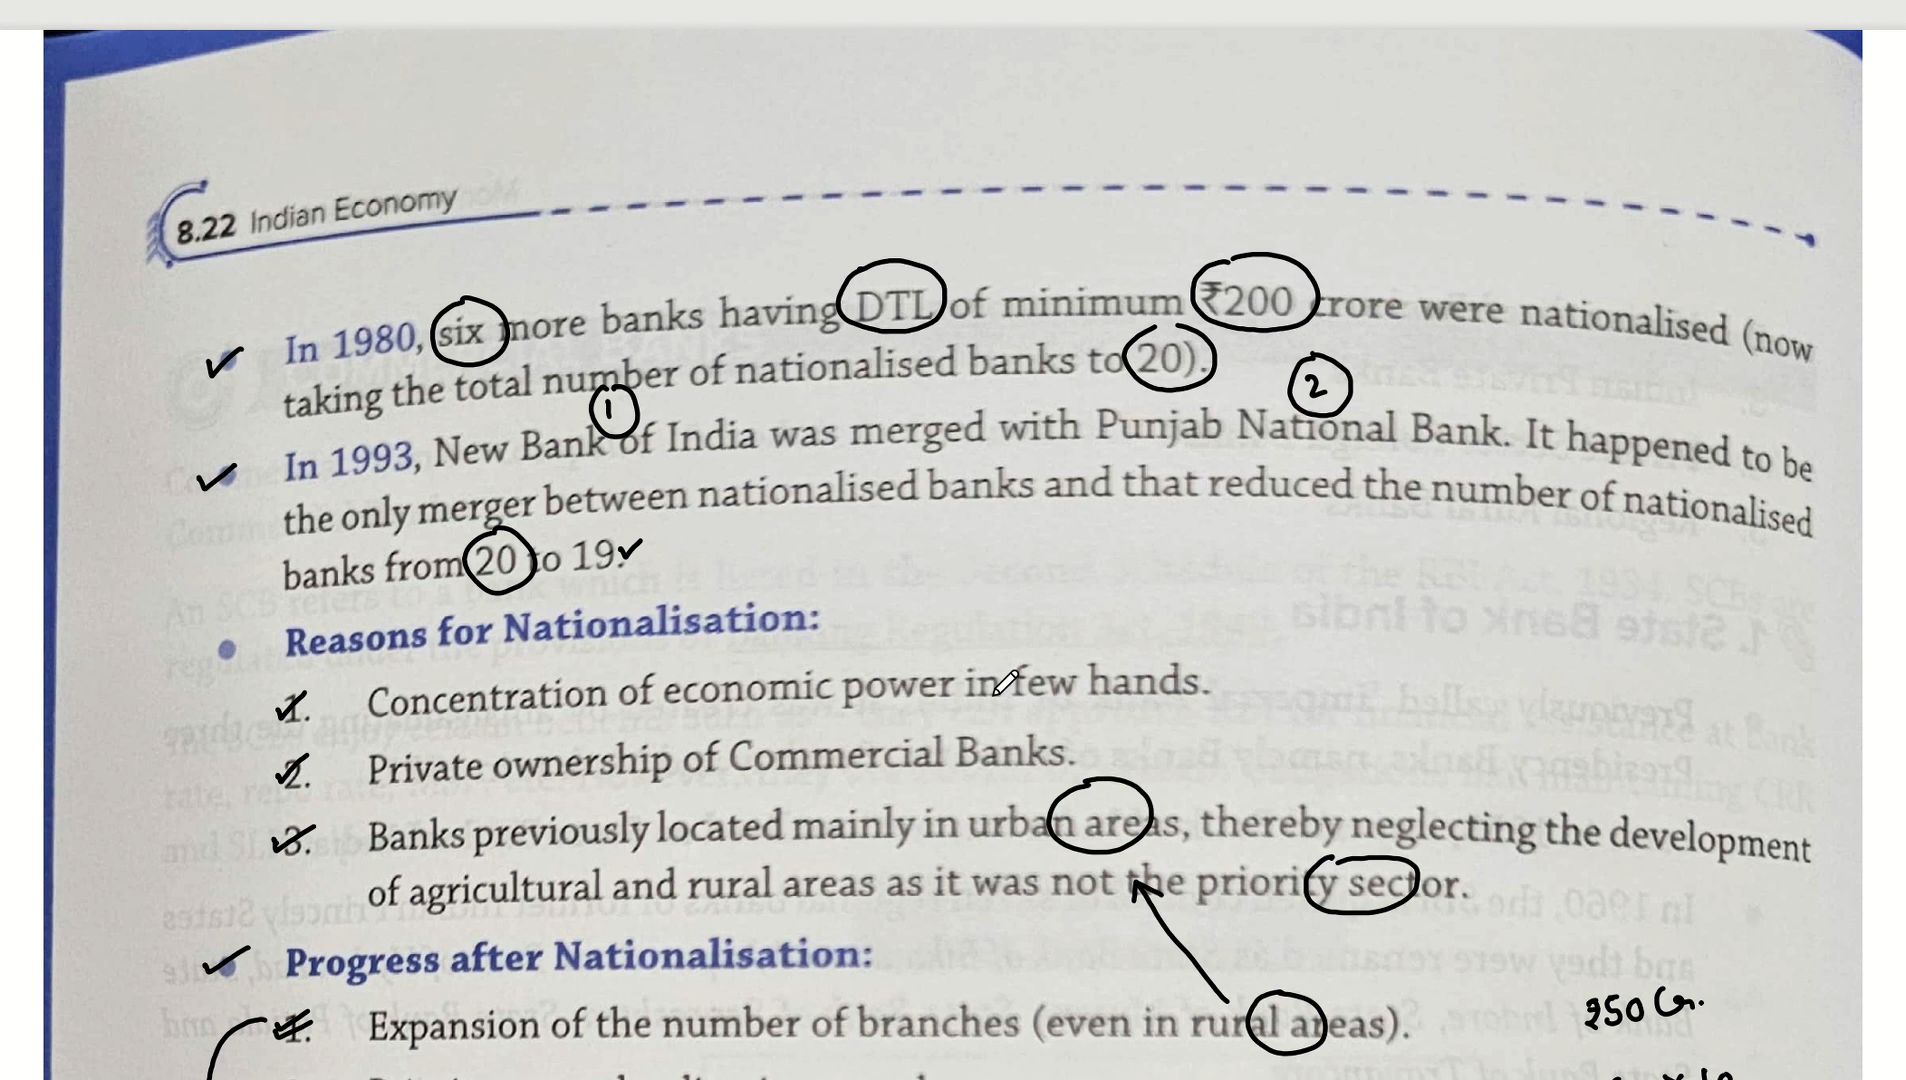 8.22 Indian Economy
In 1980, six more banks having DTL of minimum ₹200 crore were nationalised (now
taking the total number of nationalised banks to 20).
1
2
In 1993, New Bank of India was merged with Punjab National Bank. It happened to be
the only merger between nationalised banks and that reduced the number of nationalised
banks from 20 to 19.
Reasons for Nationalisation:
1. Concentration of economic power in few hands.
2. Private ownership of Commercial Banks.
3. Banks previously located mainly in urban areas, thereby neglecting the development
of agricultural and rural areas as it was not the priority sector.
Progress after Nationalisation:
1. Expansion of the number of branches (even in rural areas).
350 Cr.